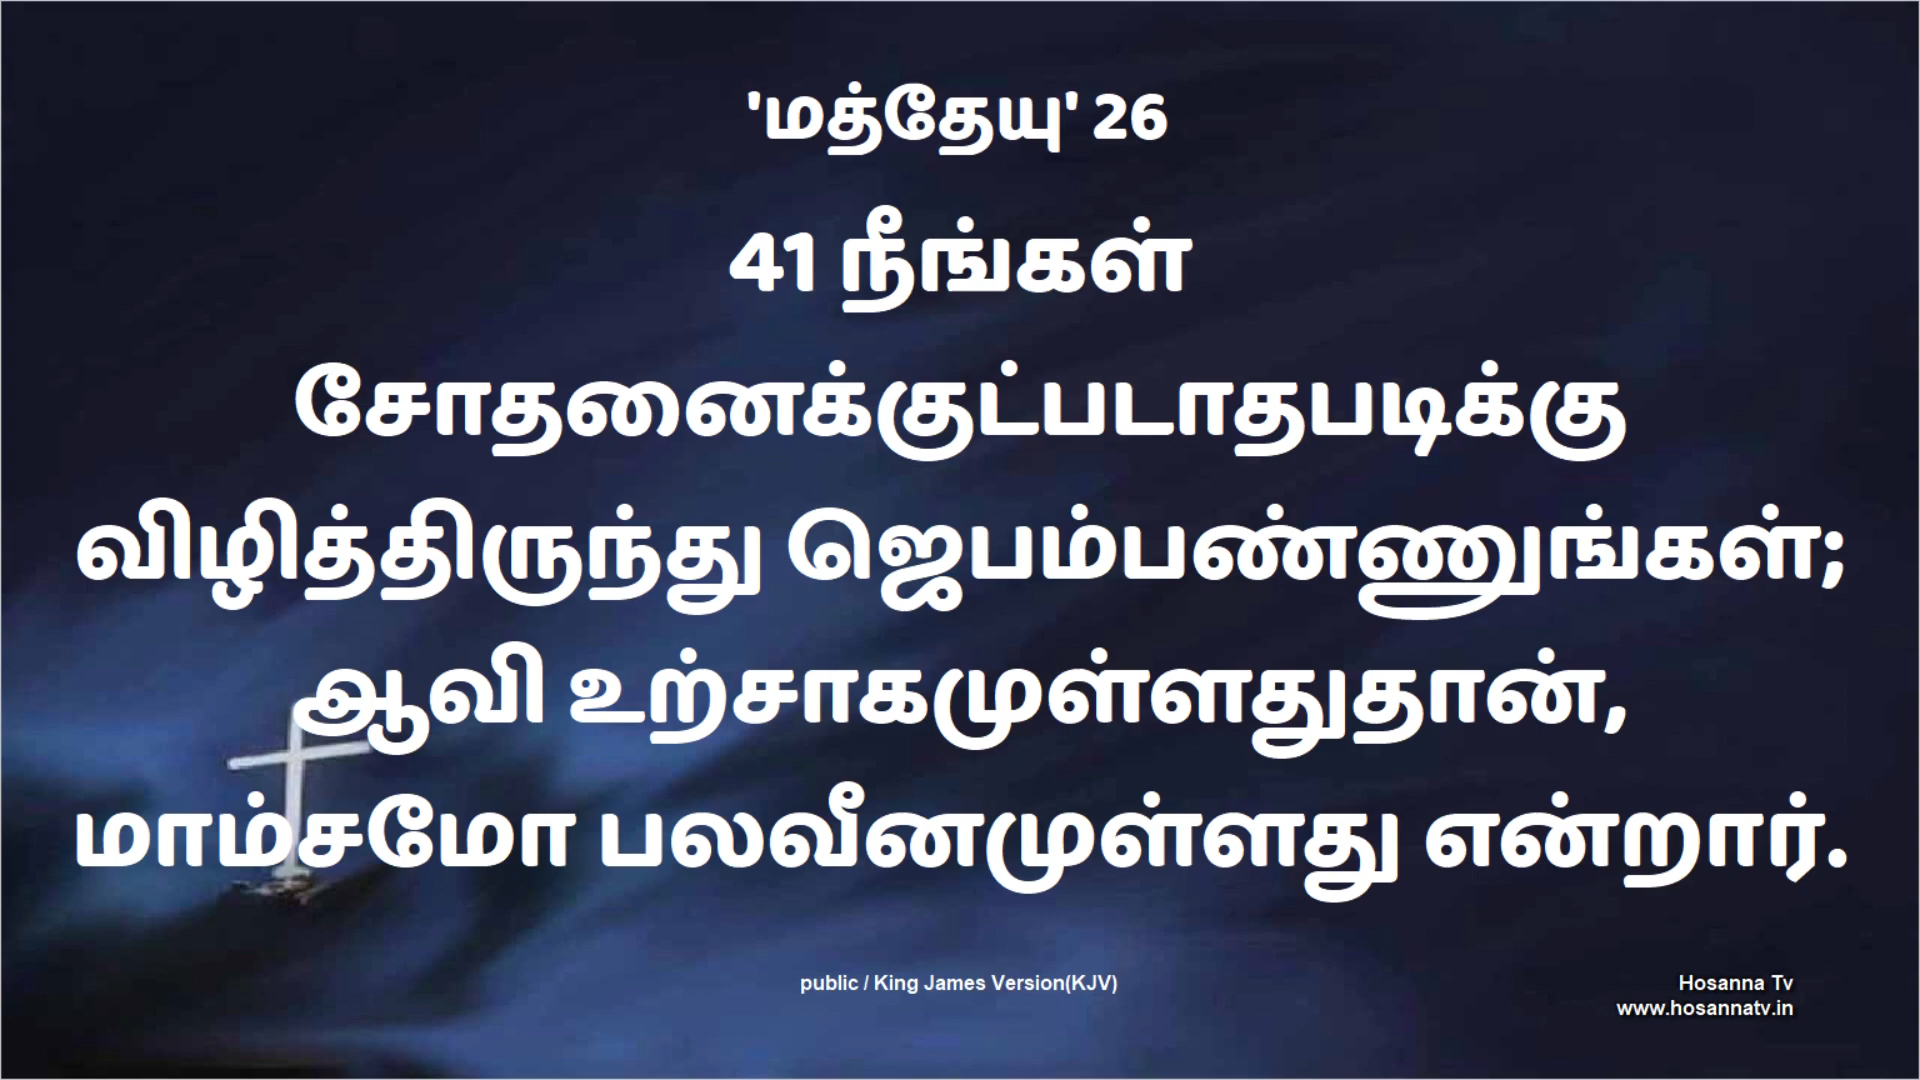 'மத்தேயு' 26
41 நீங்கள்
சோதனைக்குட்படாதபடிக்கு
விழித்திருந்து ஜெபம்பண்ணுங்கள்;
ஆவி உற்சாகமுள்ளதுதான்,
மாம்சமோ பலவீனமுள்ளது என்றார்.
public / King James Version(KJV)
Hosanna Tv
www.hosannatv.in